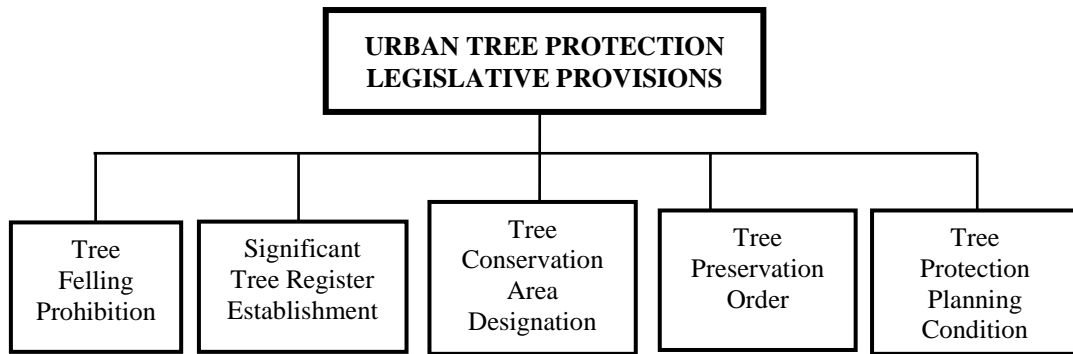 URBAN TREE PROTECTION
LEGISLATIVE PROVISIONS
Tree
Felling
Prohibition
Significant
Tree Register
Establishment
Tree
Conservation
Area
Designation
Tree
Preservation
Order
Tree
Protection
Planning
Condition